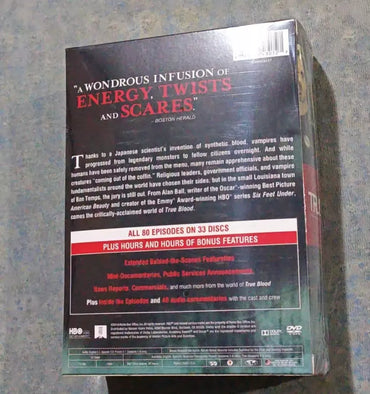 "A WONDROUS INFUSION OF
ENERGY, TWISTS
AND SCARES."
– BOSTON HERALD
Thanks to a Japanese scientist's invention of synthetic blood, vampires have
progressed from legendary monsters to fellow citizens overnight. And while
humans have been safely removed from the menu, many remain apprehensive about these
creatures "coming out of the coffin." Religious leaders, government officials, and vampire
fundamentalists around the world have chosen their sides, but in the small Louisiana town
of Bon Temps, the jury is still out. From Alan Ball, writer of the Oscar®-winning Best Picture
American Beauty and creator of the Emmy® Award-winning HBO® series Six Feet Under,
comes the critically-acclaimed world of True Blood.
ALL 80 EPISODES ON 33 DISCS
PLUS HOURS AND HOURS OF BONUS FEATURES
Extended Behind-the-Scenes Featurettes
Mini-Documentaries, Public Services Announcements,
News Reports, Commercials, and much more from the world of True Blood
Plus Inside the Episodes and 40 audio commentaries with the cast and crew
HBO
DVD